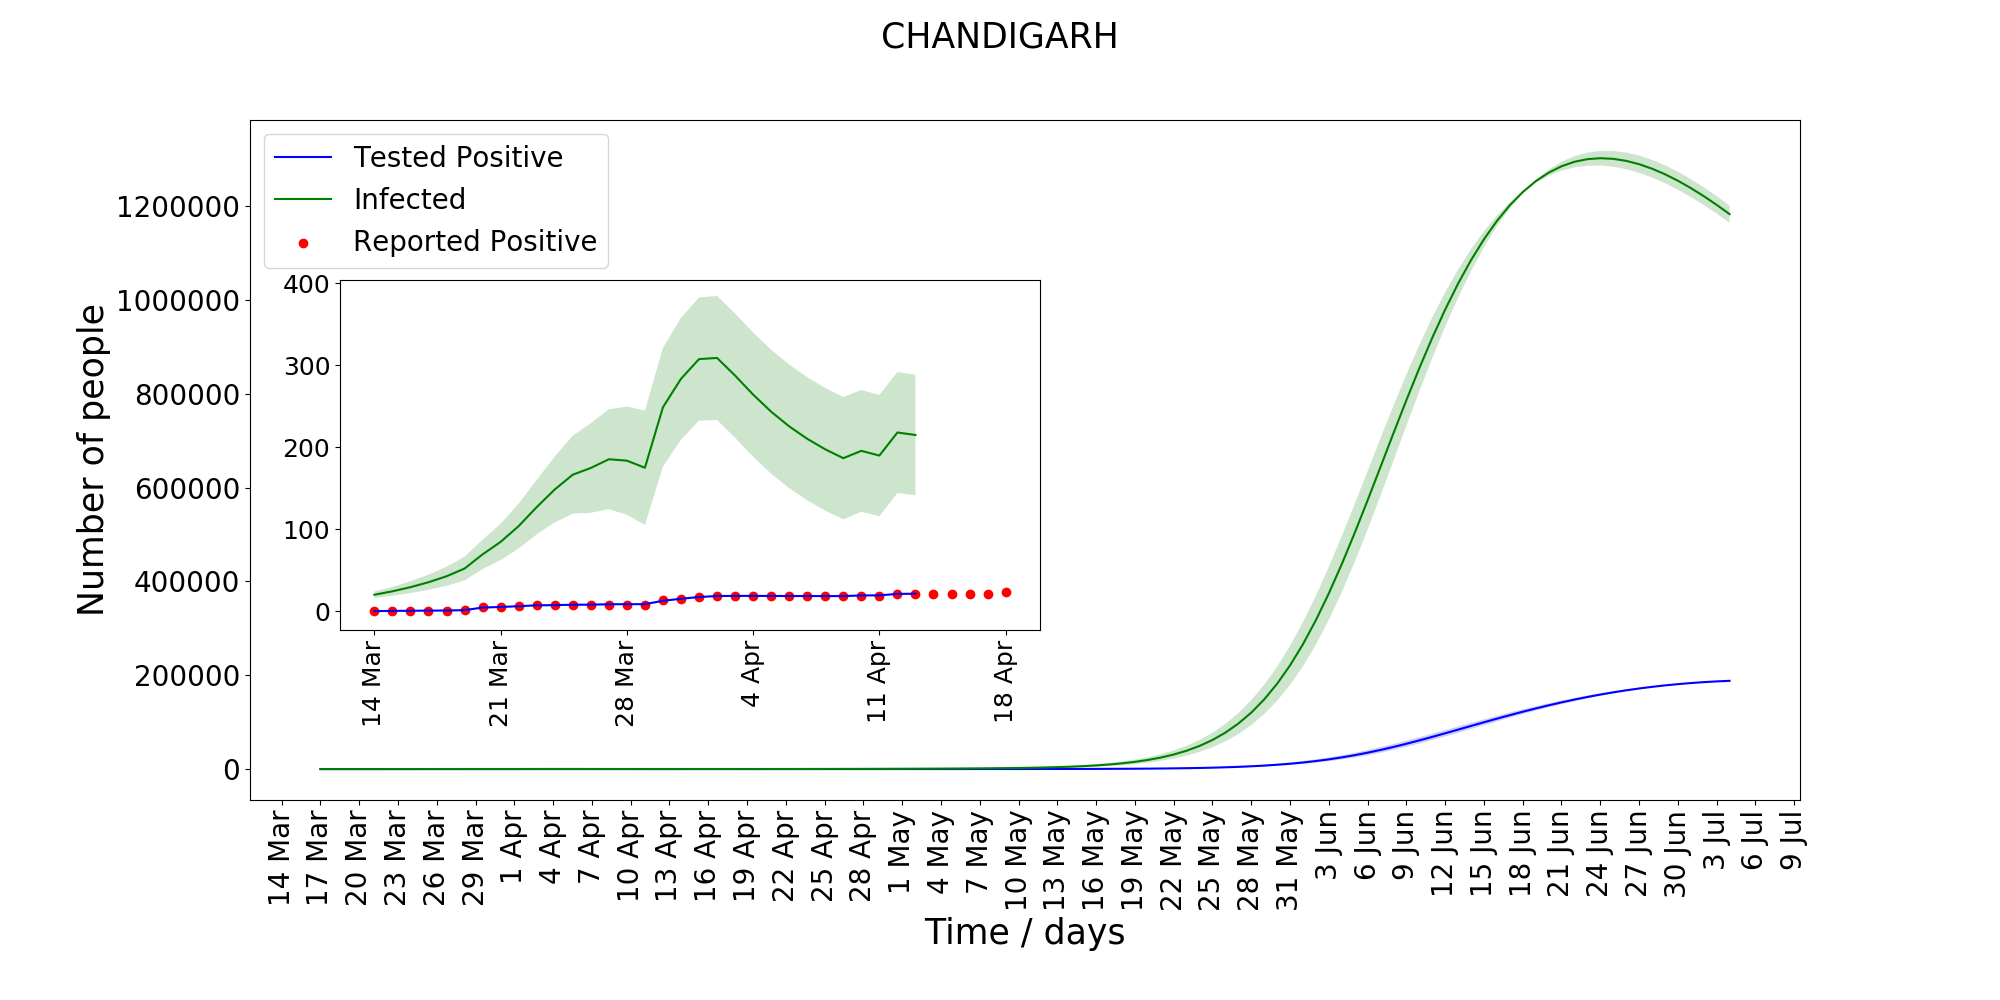 CHANDIGARH
Tested Positive
Infected
Reported Positive
Number of people
1200000
1000000
800000
600000
400000
200000
0
400
300
200
100
0
14 Mar
21 Mar
28 Mar
4 Apr
11 Apr
18 Apr
14 Mar
17 Mar
20 Mar
23 Mar
26 Mar
29 Mar
1 Apr
4 Apr
7 Apr
10 Apr
13 Apr
16 Apr
19 Apr
22 Apr
25 Apr
28 Apr
1 May
4 May
7 May
10 May
13 May
16 May
19 May
22 May
25 May
28 May
31 May
3 Jun
6 Jun
9 Jun
12 Jun
15 Jun
18 Jun
21 Jun
24 Jun
27 Jun
30 Jun
3 Jul
6 Jul
9 Jul
Time / days